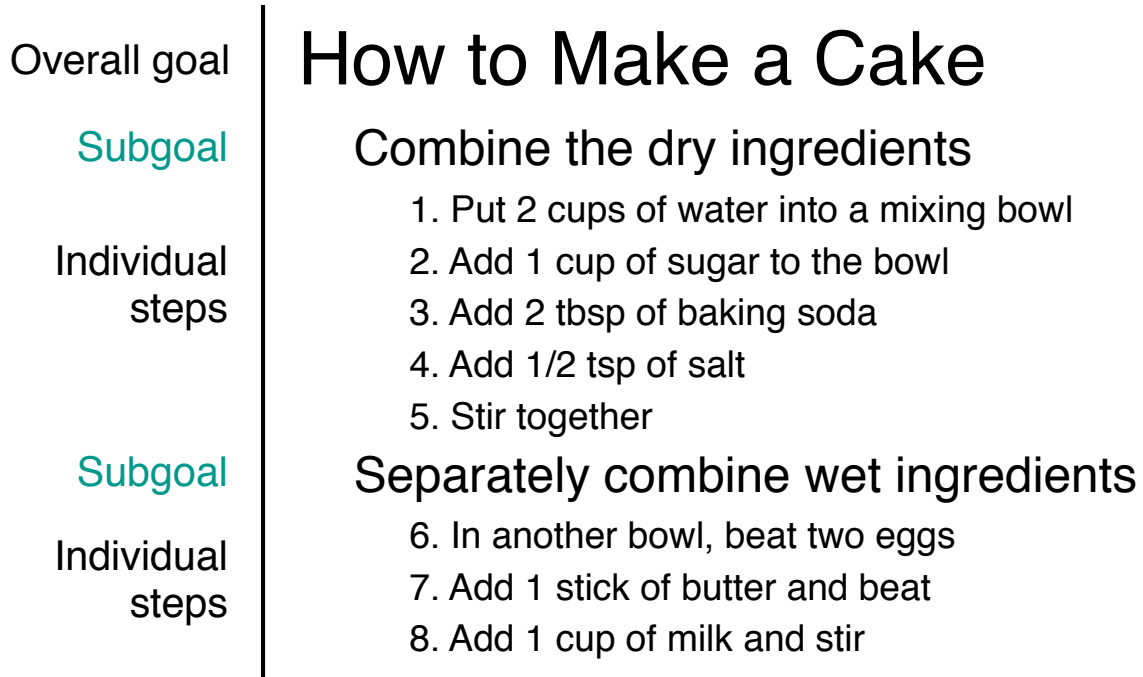 Overall goal
How to Make a Cake
Subgoal
Combine the dry ingredients
1. Put 2 cups of water into a mixing bowl
Individual
steps
2. Add 1 cup of sugar to the bowl
3. Add 2 tbsp of baking soda
4. Add 1/2 tsp of salt
5. Stir together
Subgoal
Separately combine wet ingredients
Individual
steps
6. In another bowl, beat two eggs
7. Add 1 stick of butter and beat
8. Add 1 cup of milk and stir